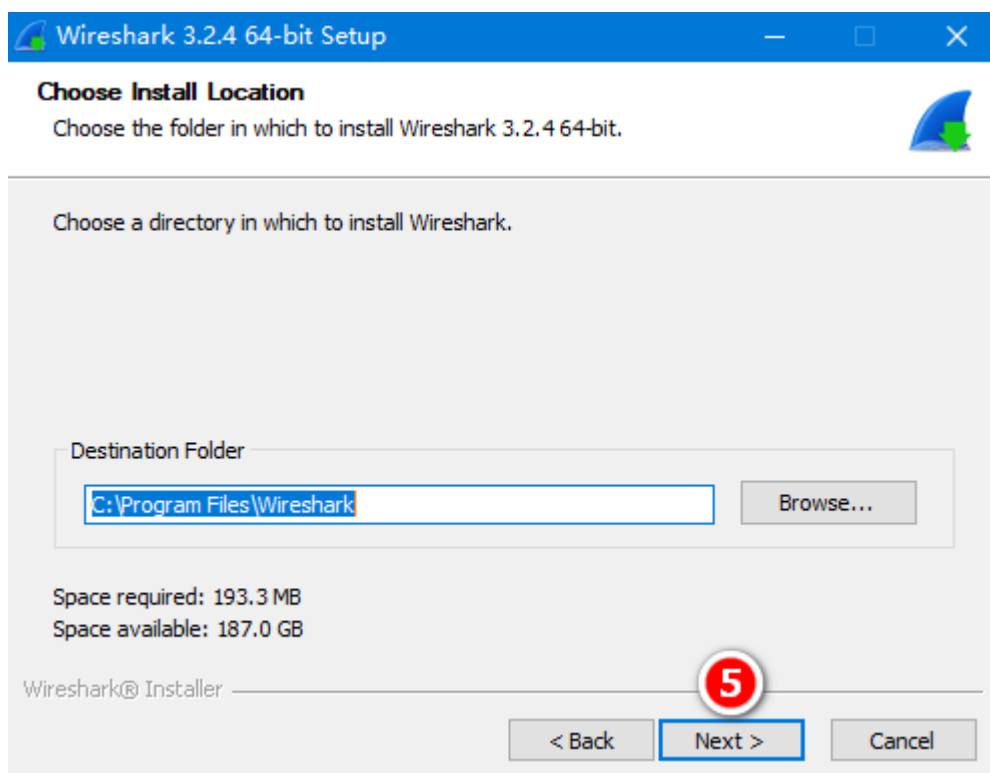 Wireshark 3.2.4 64-bit Setup
Choose Install Location
Choose the folder in which to install Wireshark 3.2.4 64-bit.
Choose a directory in which to install Wireshark.
Destination Folder
C:\Program Files\Wireshark
Browse...
Space required: 193.3 MB
Space available: 187.0 GB
Wireshark® Installer
5
< Back
Next >
Cancel